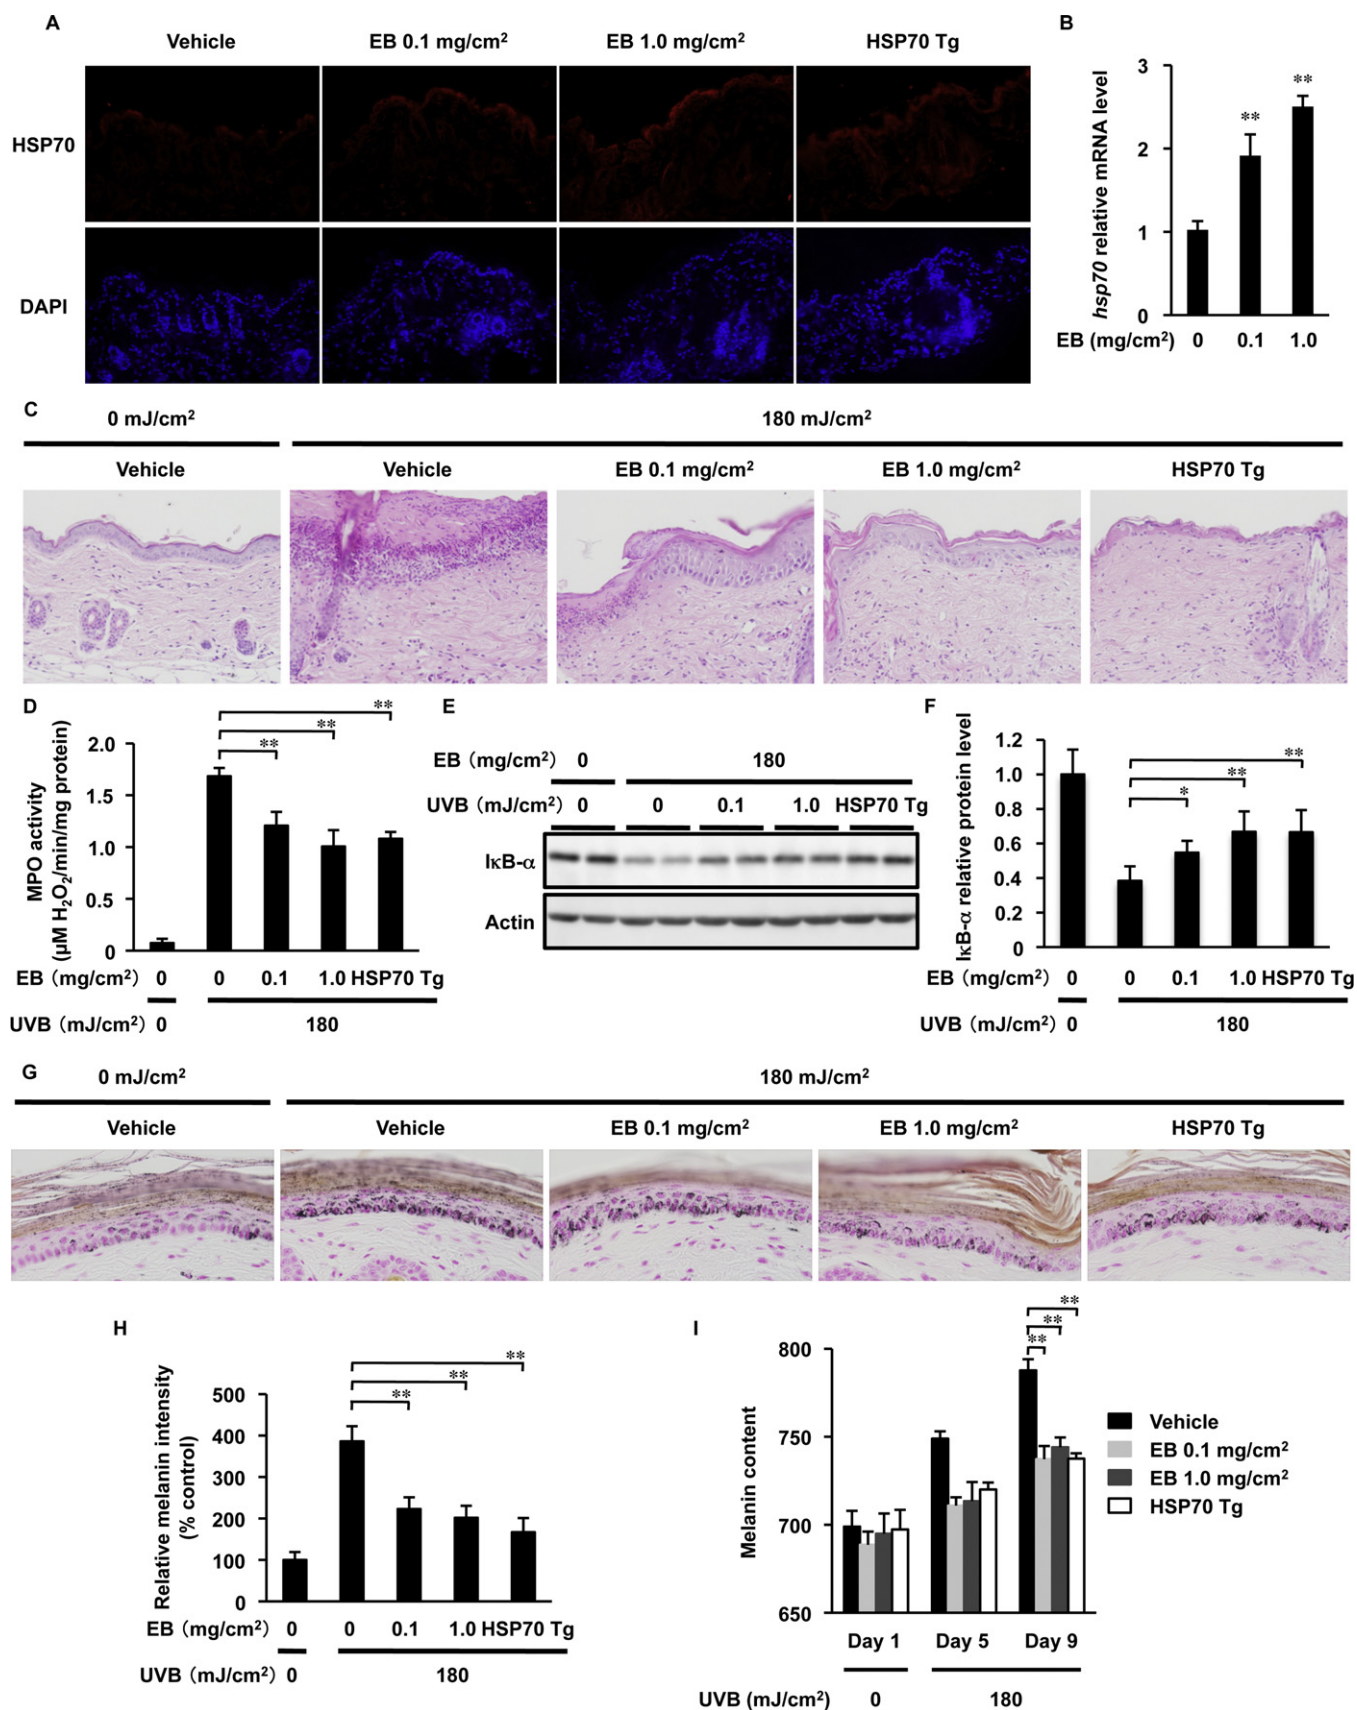 A
Vehicle EB 0.1 mg/cm² EB 1.0 mg/cm² HSP70 Tg
HSP70
DAPI
B
hsp70 relative mRNA level
3
2
1
0
** **
EB (mg/cm²) 0 0.1 1.0
C
0 mJ/cm² 180 mJ/cm²
Vehicle Vehicle EB 0.1 mg/cm² EB 1.0 mg/cm² HSP70 Tg
D
MPO activity
(μM H₂O₂/min/mg protein)
2.0
1.5
1.0
0.5
0
**
**
**
EB (mg/cm²) 0 0 0.1 1.0 HSP70 Tg
UVB (mJ/cm²) 0 180
E
EB (mg/cm²) 0 180
UVB (mJ/cm²) 0 0 0.1 1.0 HSP70 Tg
IκB-α
Actin
F
IκB-α relative protein level
1.2
1.0
0.8
0.6
0.4
0.2
0
**
**
*
EB (mg/cm²) 0 0 0.1 1.0 HSP70 Tg
UVB (mJ/cm²) 0 180
G
0 mJ/cm² 180 mJ/cm²
Vehicle Vehicle EB 0.1 mg/cm² EB 1.0 mg/cm² HSP70 Tg
H
Relative melanin intensity
(% control)
500
400
300
200
100
0
**
**
**
EB (mg/cm²) 0 0 0.1 1.0 HSP70 Tg
UVB (mJ/cm²) 0 180
I
Melanin content
800
750
700
650
**
**
**
Vehicle
EB 0.1 mg/cm²
EB 1.0 mg/cm²
HSP70 Tg
Day 1 Day 5 Day 9
UVB (mJ/cm²) 0 180